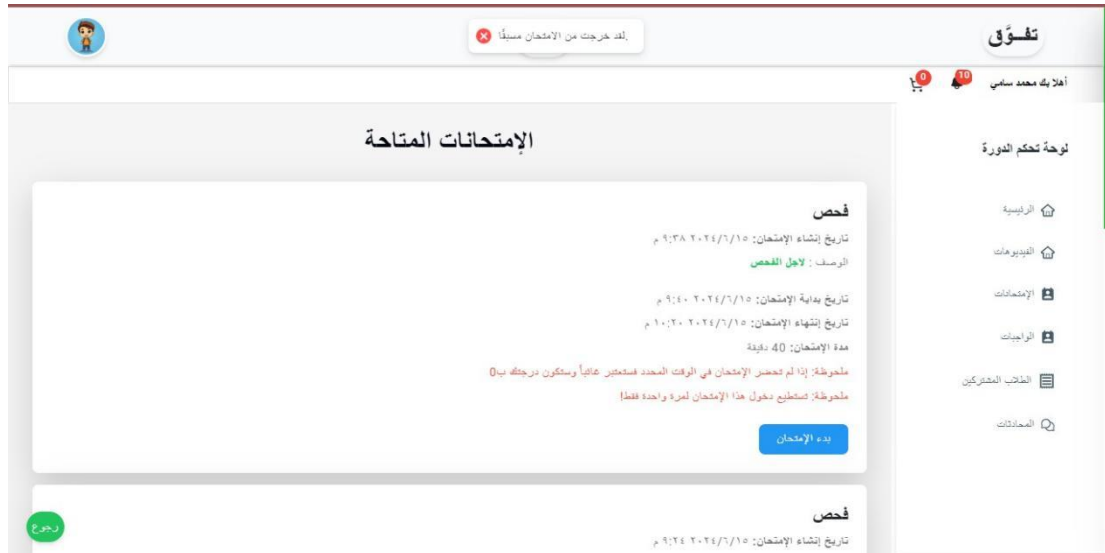 تفـوَّق
.لقد خرجت من الامتحان مسبقًا
أهلا بك محمد سامي
10
0
لوحة تحكم الدورة
الرئيسية
الفيديوهات
الإمتحانات
الواجبات
الطلاب المشتركين
المحادثات
الإمتحانات المتاحة
فحص
تاريخ إنشاء الإمتحان: ٢٠٢٤/٦/١٥ ٩:٣٨ م
الوصف : لاجل الفحص
تاريخ بداية الإمتحان: ٢٠٢٤/٦/١٥ ٩:٤٠ م
تاريخ إنتهاء الإمتحان: ٢٠٢٤/٦/١٥ ١٠:٢٠ م
مدة الإمتحان: 40 دقيقة
ملحوظة: إذا لم تحضر الإمتحان في الوقت المحدد فستعتبر غائباً وستكون درجتك ب0
ملحوظة: تستطيع دخول هذا الإمتحان لمرة واحدة فقط!
بدء الإمتحان
فحص
تاريخ إنشاء الإمتحان: ٢٠٢٤/٦/١٥ ٩:٢٤ م
رجوع